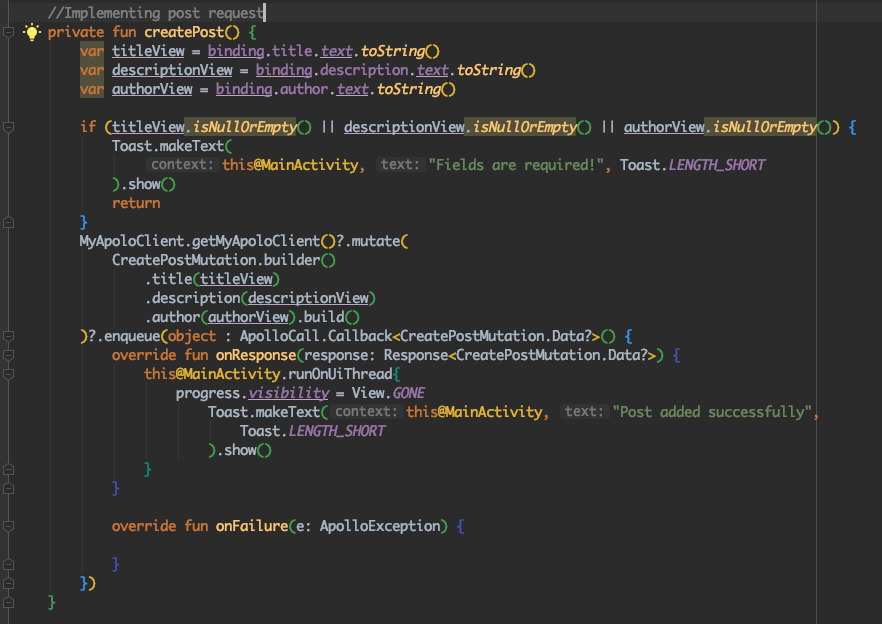 //Implementing post request
private fun createPost() {
var titleView = binding.title.text.toString()
var descriptionView = binding.description.text.toString()
var authorView = binding.author.text.toString()
if (titleView.isNullOrEmpty() || descriptionView.isNullOrEmpty() || authorView.isNullOrEmpty()) {
Toast.makeText(
context: this@MainActivity, text: "Fields are required!", Toast.LENGTH_SHORT
).show()
return
}
MyApoloClient.getMyApoloClient()?.mutate(
CreatePostMutation.builder()
.title(titleView)
.description(descriptionView)
.author(authorView).build()
)?.enqueue(object : ApolloCall.Callback<CreatePostMutation.Data?>() {
override fun onResponse(response: Response<CreatePostMutation.Data?>) {
this@MainActivity.runOnUiThread{
progress.visibility = View.GONE
Toast.makeText( context: this@MainActivity, text: "Post added successfully",
Toast.LENGTH_SHORT
).show()
}
}
override fun onFailure(e: ApolloException) {
}
})
}